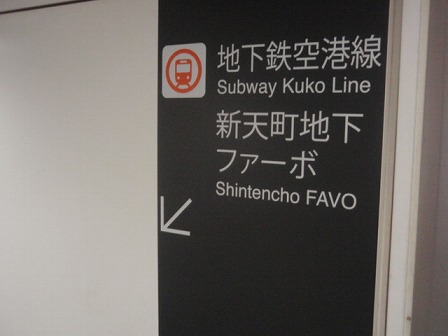 地下鉄空港線
Subway Kuko Line
新天町地下
ファーボ
Shintencho FAVO